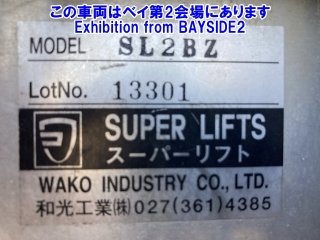 この車両はベイ第2会場にあります
Exhibition from BAYSIDE2
MODEL SL2BZ
LotNo. 13301
SUPER LIFTS
スーパーリフト
WAKO INDUSTRY CO.,LTD.
和光工業㈱027(361)4385